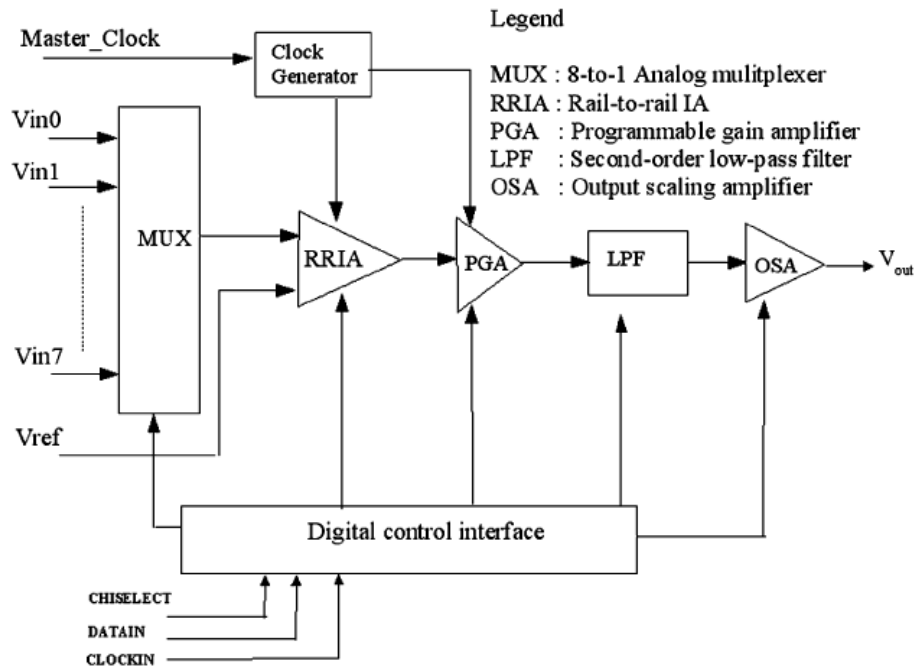 Legend
Master_Clock
Clock
Generator
MUX : 8-to-1 Analog mulitplexer
RRIA : Rail-to-rail IA
PGA : Programmable gain amplifier
LPF : Second-order low-pass filter
OSA : Output scaling amplifier
Vin0
Vin1
MUX
RRIA
PGA
LPF
OSA
Vout
Vin7
Vref
Digital control interface
CHISELECT
DATAIN
CLOCKIN